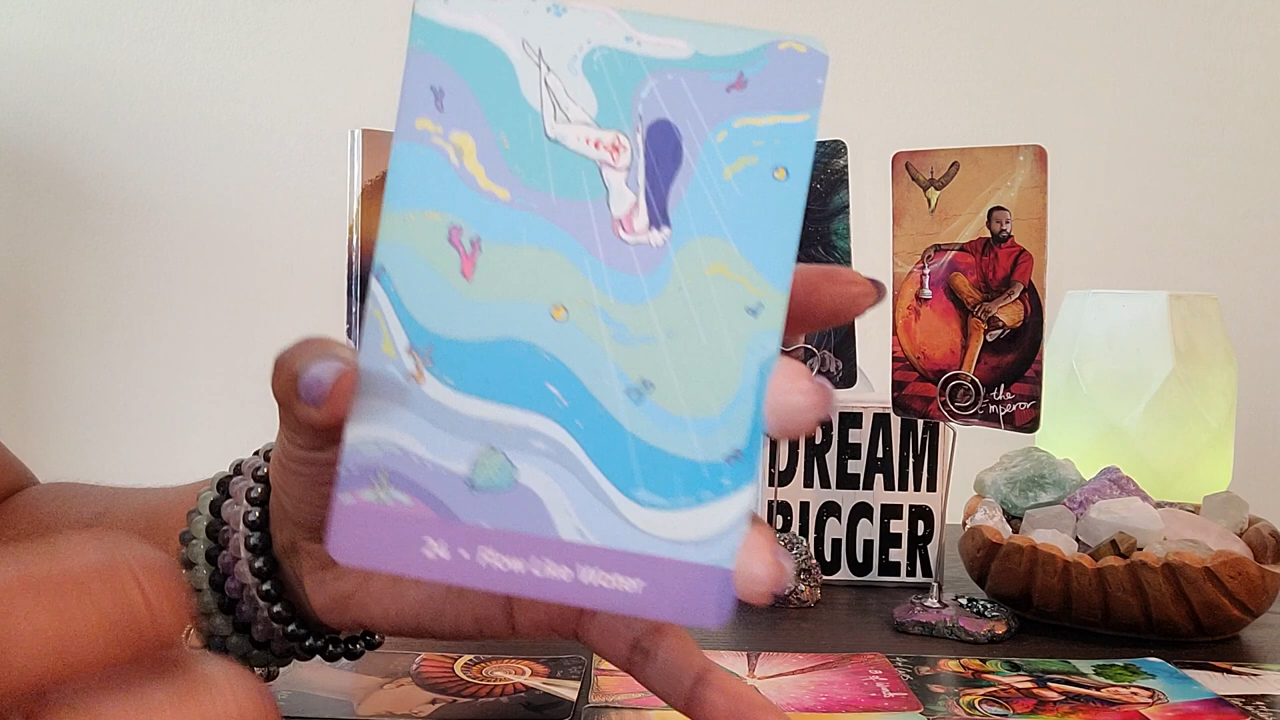 24 ~ Flow Like Water
the
Emperor
DREAM
BIGGER